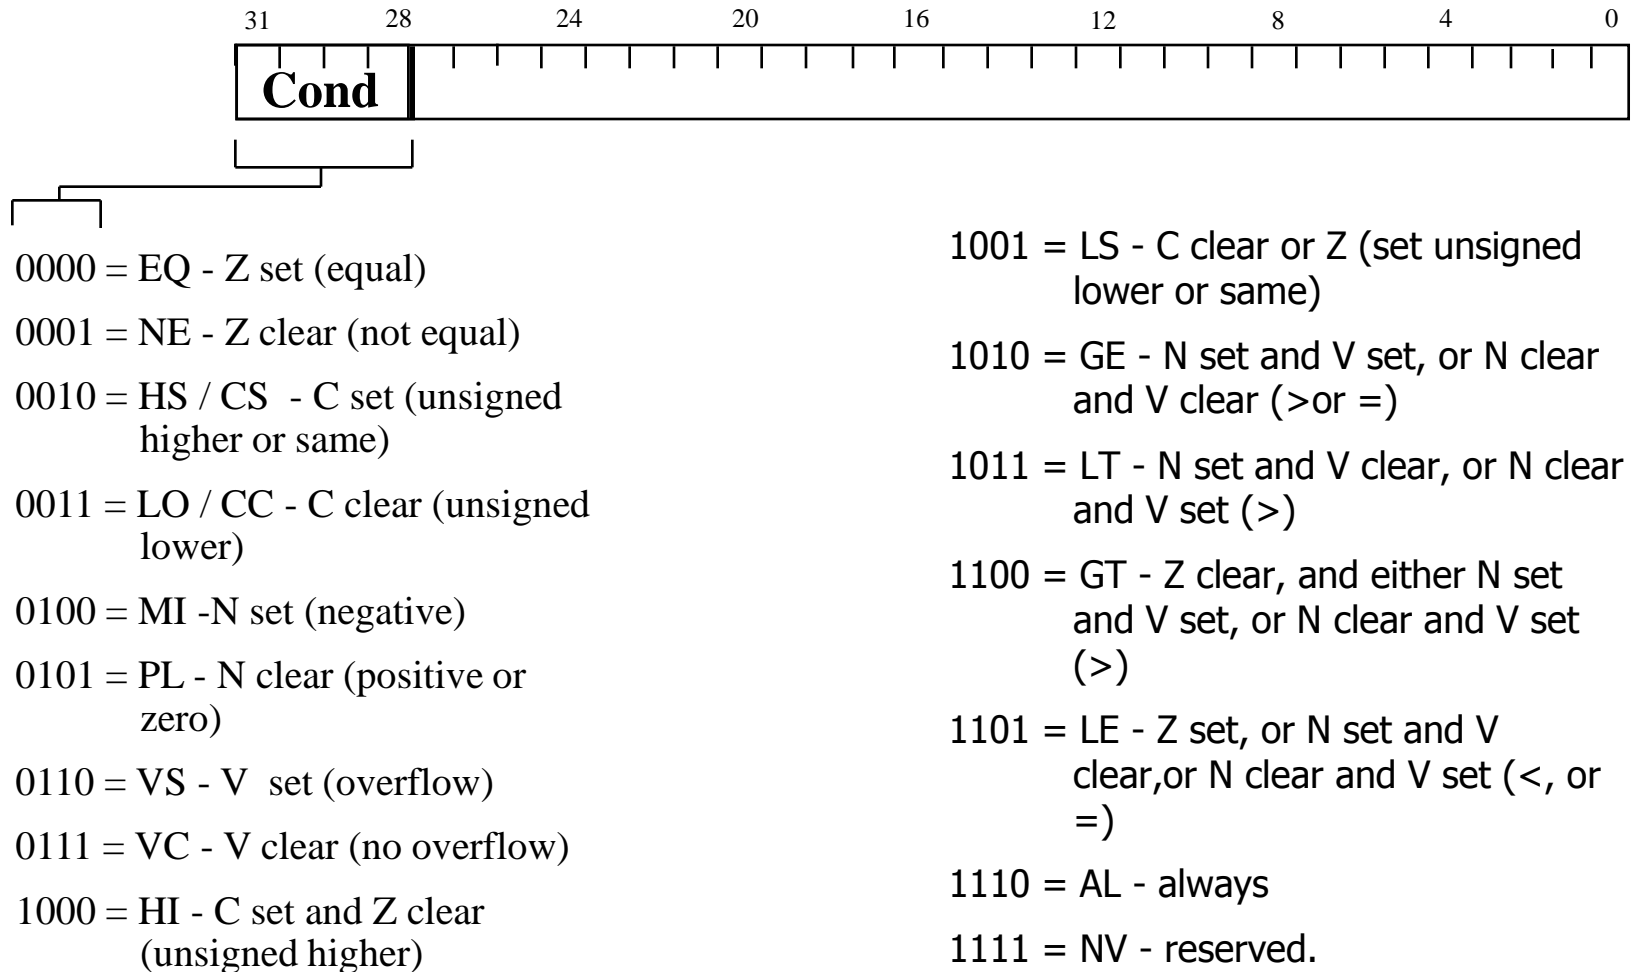 31 28 24 20 16 12 8 4 0
Cond
0000 = EQ - Z set (equal)
0001 = NE - Z clear (not equal)
0010 = HS / CS - C set (unsigned
higher or same)
0011 = LO / CC - C clear (unsigned
lower)
0100 = MI -N set (negative)
0101 = PL - N clear (positive or
zero)
0110 = VS - V set (overflow)
0111 = VC - V clear (no overflow)
1000 = HI - C set and Z clear
(unsigned higher)
1001 = LS - C clear or Z (set unsigned
lower or same)
1010 = GE - N set and V set, or N clear
and V clear (>or =)
1011 = LT - N set and V clear, or N clear
and V set (>)
1100 = GT - Z clear, and either N set
and V set, or N clear and V set
(>)
1101 = LE - Z set, or N set and V
clear,or N clear and V set (<, or
=)
1110 = AL - always
1111 = NV - reserved.